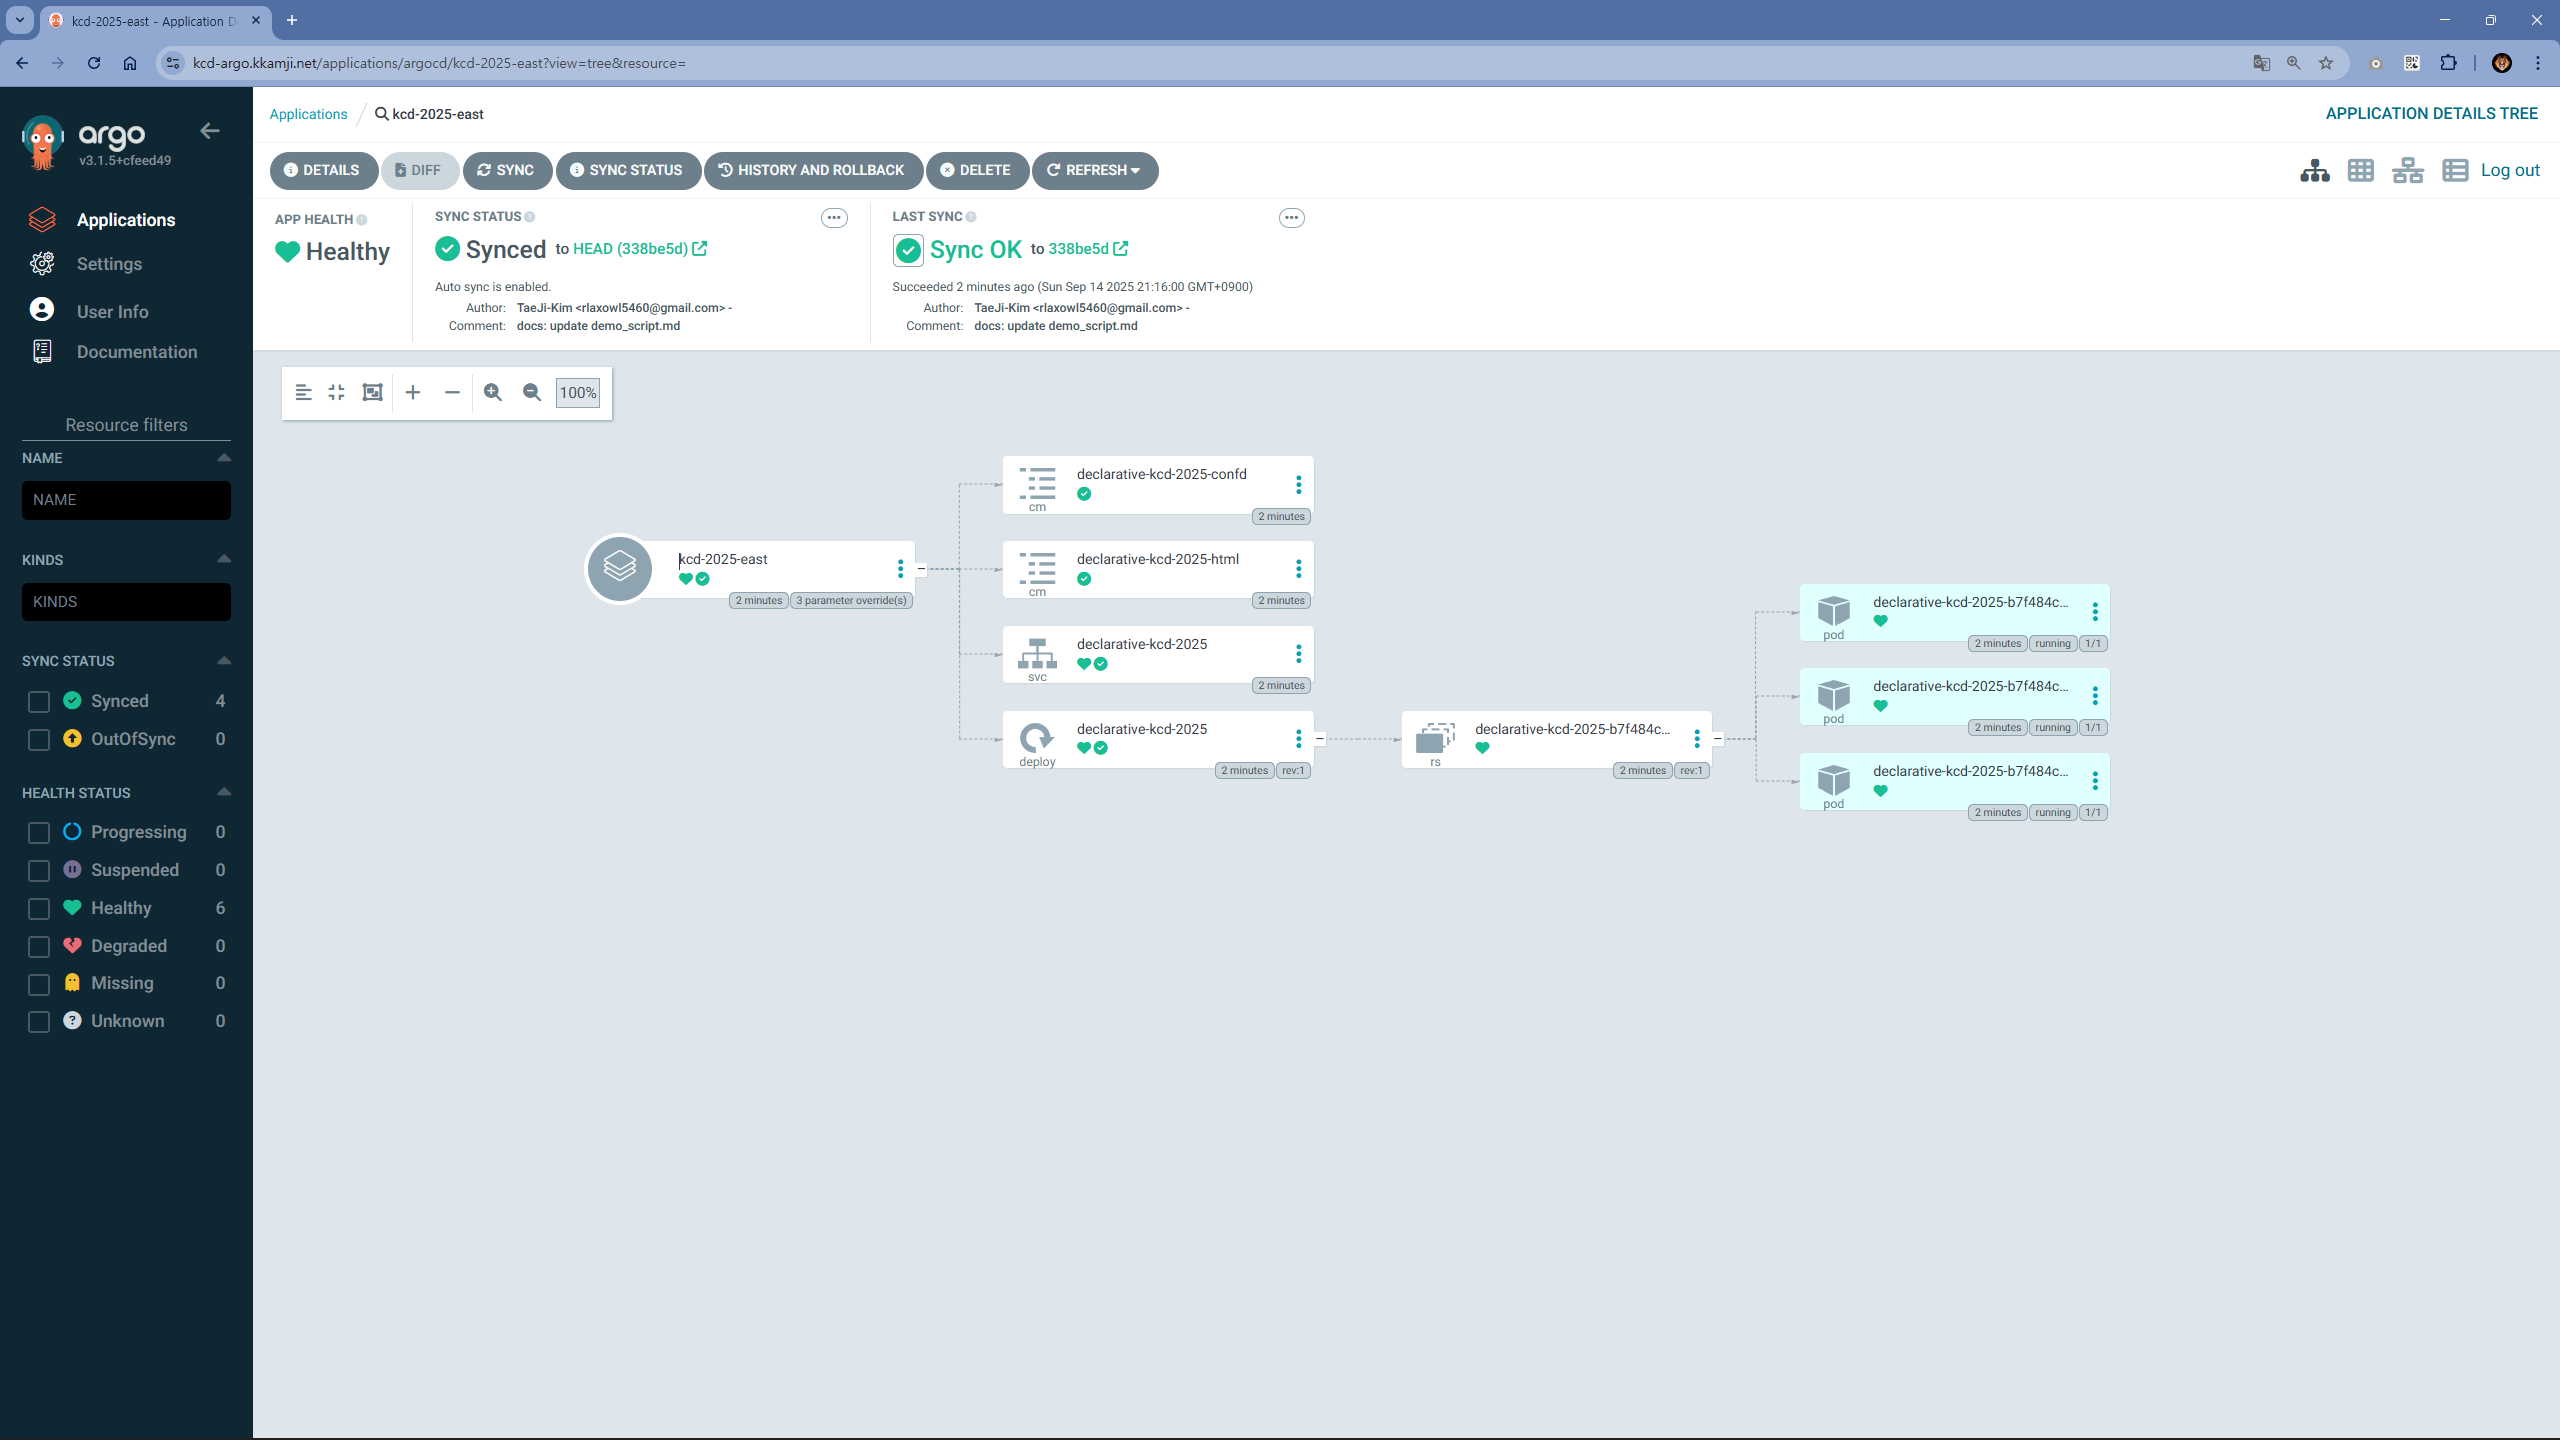 kcd-2025-east - Application D
kcd-argo.kkamji.net/applications/argocd/kcd-2025-east?view=tree&resource=
argo
v3.1.5+cfeed49
Applications
Settings
User Info
Documentation
Resource filters
NAME
NAME
KINDS
KINDS
SYNC STATUS
Synced 4
OutOfSync 0
HEALTH STATUS
Progressing 0
Suspended 0
Healthy 6
Degraded 0
Missing 0
Unknown 0
Applications / kcd-2025-east
APPLICATION DETAILS TREE
DETAILS DIFF SYNC SYNC STATUS HISTORY AND ROLLBACK DELETE REFRESH
Log out
APP HEALTH
Healthy
SYNC STATUS
Synced to HEAD (338be5d)
Auto sync is enabled.
Author: TaeJi-Kim <rlaxowl5460@gmail.com> -
Comment: docs: update demo_script.md
LAST SYNC
Sync OK to 338be5d
Succeeded 2 minutes ago (Sun Sep 14 2025 21:16:00 GMT+0900)
Author: TaeJi-Kim <rlaxowl5460@gmail.com> -
Comment: docs: update demo_script.md
100%
kcd-2025-east
2 minutes 3 parameter override(s)
declarative-kcd-2025-confd
cm
2 minutes
declarative-kcd-2025-html
cm
2 minutes
declarative-kcd-2025
svc
2 minutes
declarative-kcd-2025
deploy
2 minutes rev:1
declarative-kcd-2025-b7f484c...
rs
2 minutes rev:1
declarative-kcd-2025-b7f484c...
pod
2 minutes running 1/1
declarative-kcd-2025-b7f484c...
pod
2 minutes running 1/1
declarative-kcd-2025-b7f484c...
pod
2 minutes running 1/1